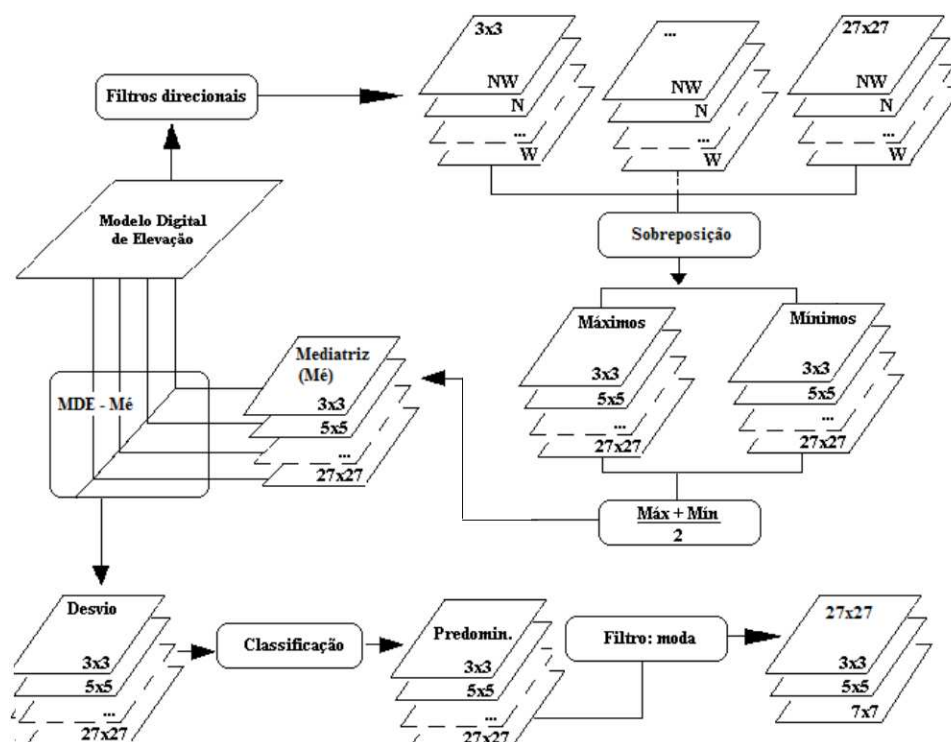 Filtros direcionais
3x3
NW
N
...
W
...
NW
N
...
W
27x27
NW
N
...
W
Modelo Digital
de Elevação
Sobreposição
Máximos
3x3
5x5
...
27x27
Mínimos
3x3
5x5
...
27x27
Máx + Mín
2
Mediatriz
(Mé)
3x3
5x5
...
27x27
MDE - Mé
Desvio
3x3
5x5
...
27x27
Classificação
Predomin.
3x3
5x5
...
27x27
Filtro: moda
27x27
3x3
5x5
7x7